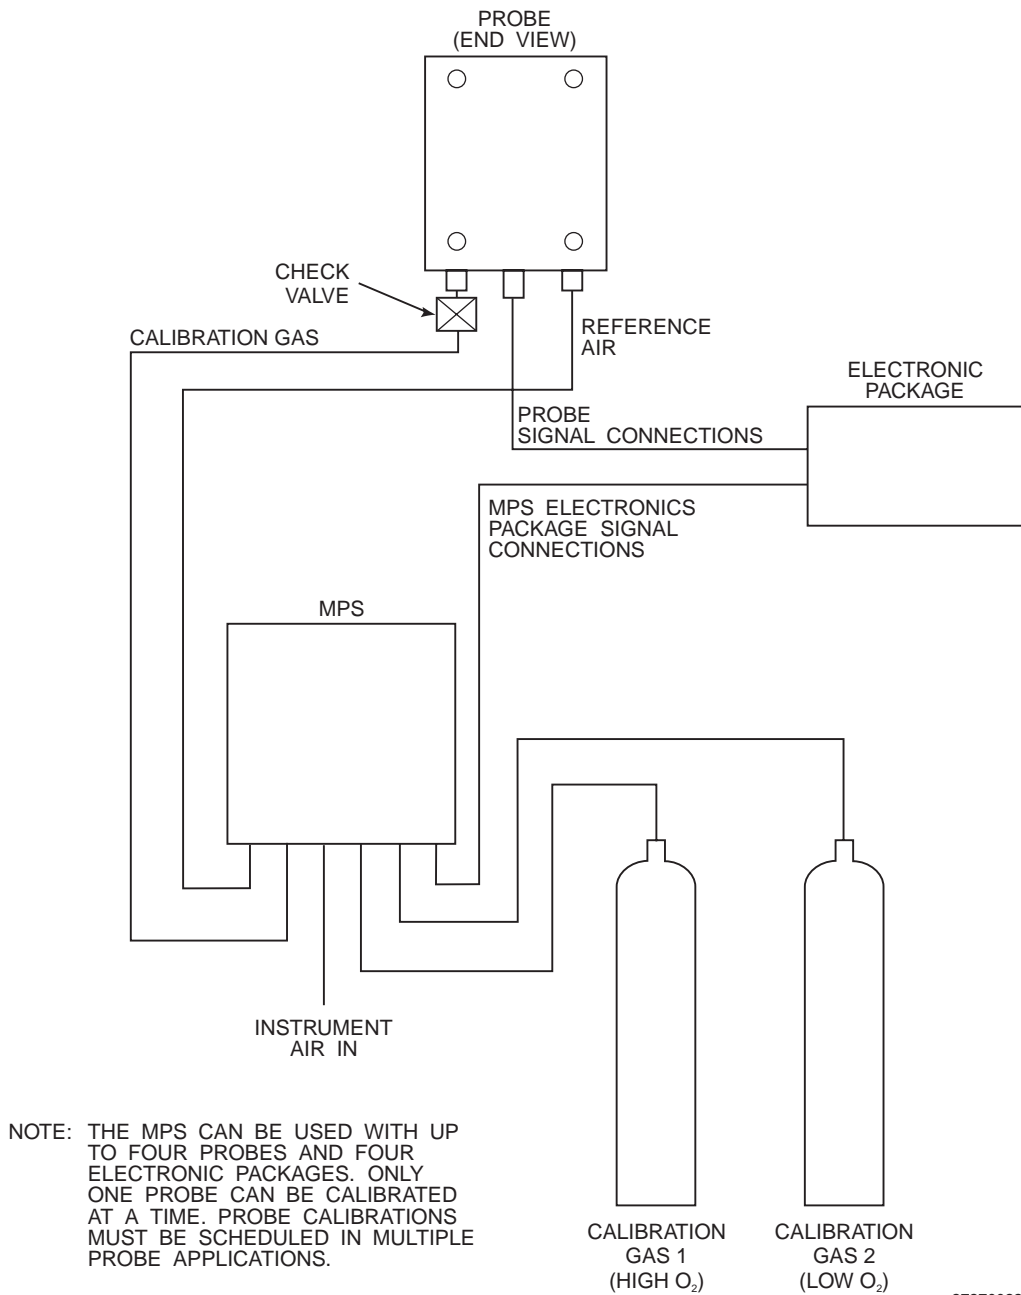 PROBE
(END VIEW)
CHECK
VALVE
CALIBRATION GAS
REFERENCE
AIR
ELECTRONIC
PACKAGE
PROBE
SIGNAL CONNECTIONS
MPS ELECTRONICS
PACKAGE SIGNAL
CONNECTIONS
MPS
INSTRUMENT
AIR IN
NOTE: THE MPS CAN BE USED WITH UP
TO FOUR PROBES AND FOUR
ELECTRONIC PACKAGES. ONLY
ONE PROBE CAN BE CALIBRATED
AT A TIME. PROBE CALIBRATIONS
MUST BE SCHEDULED IN MULTIPLE
PROBE APPLICATIONS.
CALIBRATION
GAS 1
(HIGH O₂)
CALIBRATION
GAS 2
(LOW O₂)